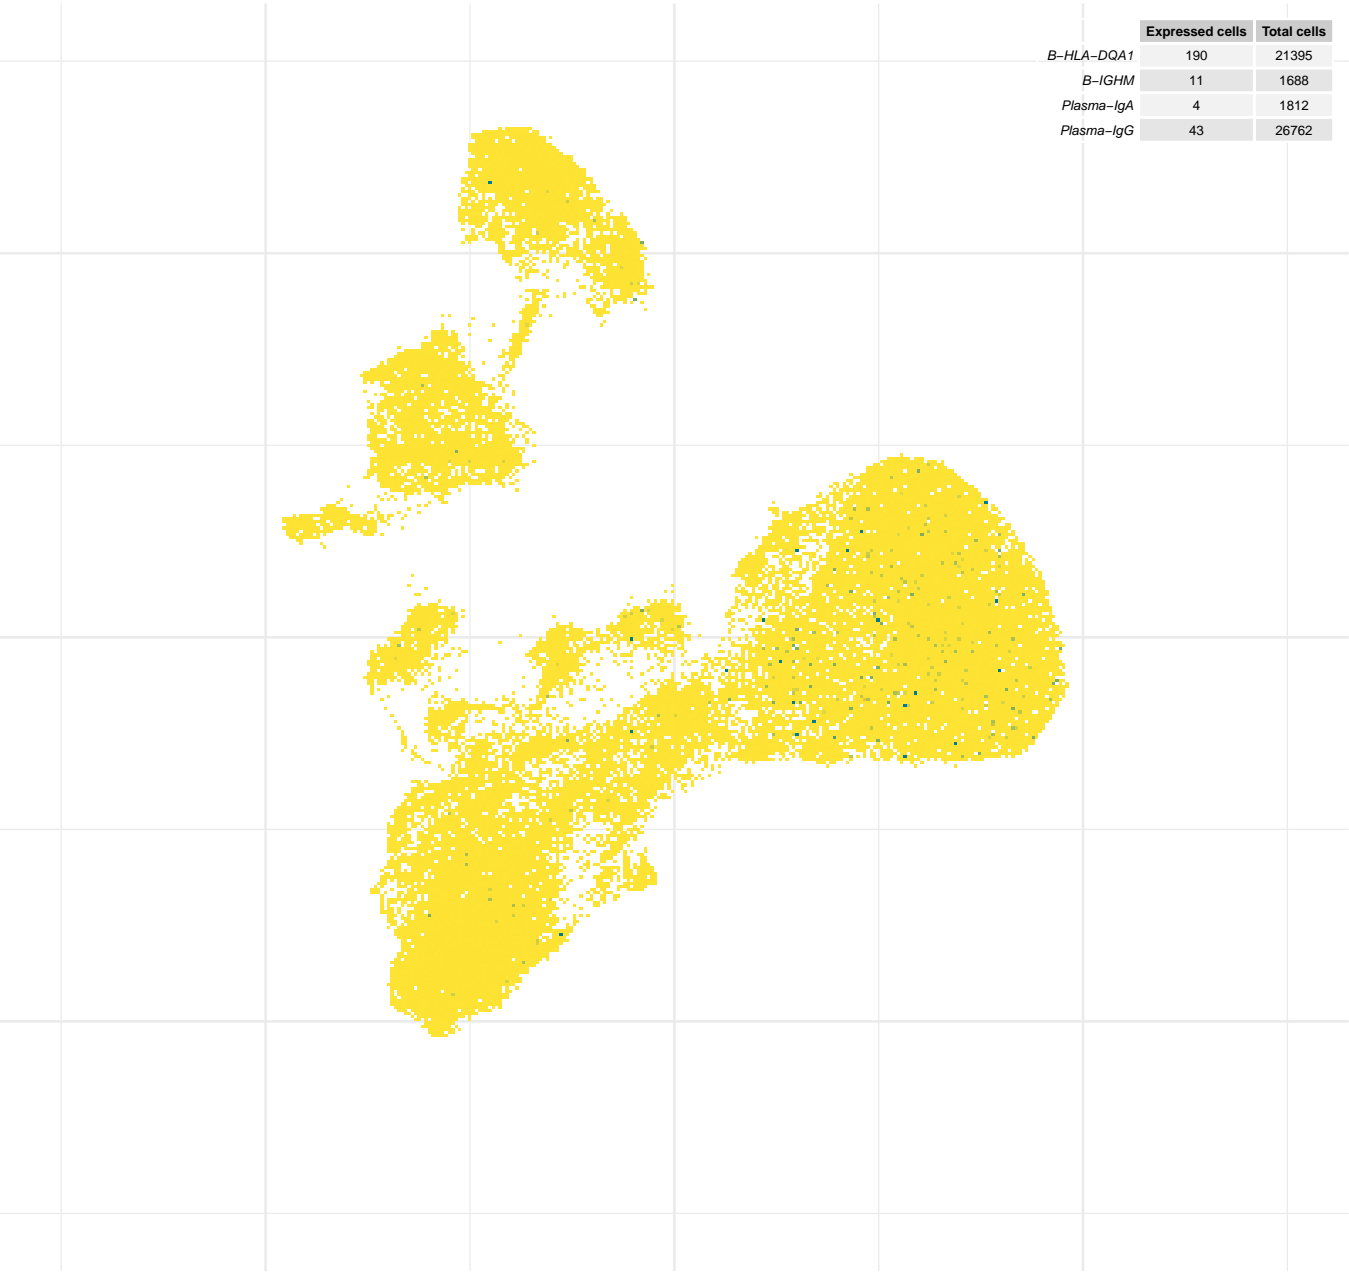 Expressed cells Total cells
B−HLA−DQA1 190 21395
B−IGHM 11 1688
Plasma−IgA 4 1812
Plasma−IgG 43 26762